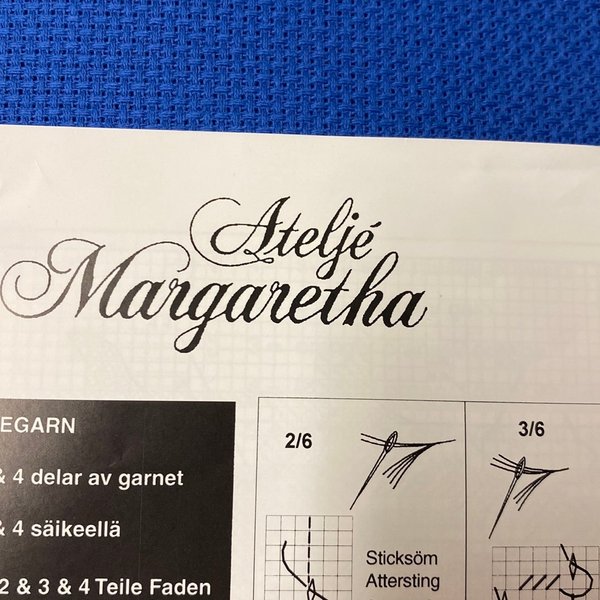 Ateljé
Margaretha
EGARN
& 4 delar av garnet
& 4 säikeellä
2 & 3 & 4 Teile Faden
2/6
3/6
Sticksöm
Attersting